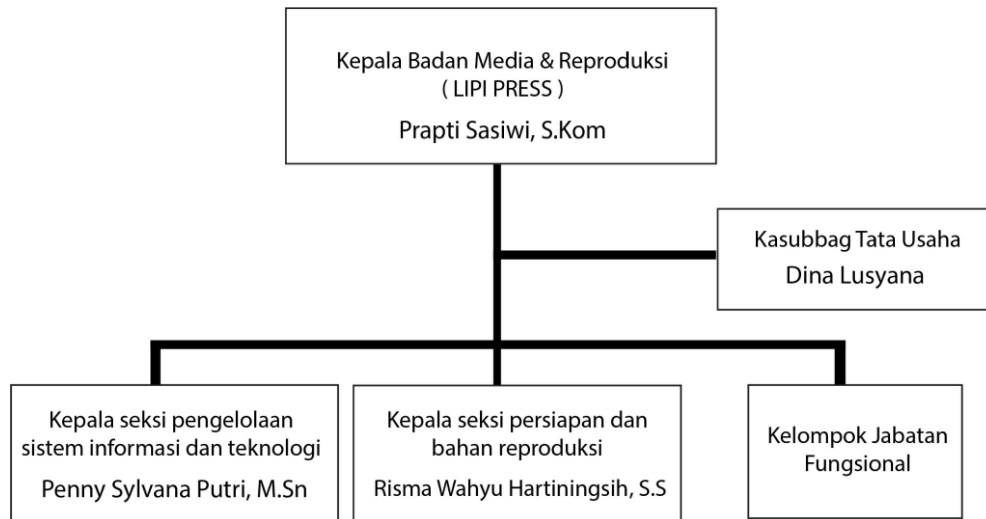 Kepala Badan Media & Reproduksi
( LIPI PRESS )
Prapti Sasiwi, S.Kom
Kasubbag Tata Usaha
Dina Lusyana
Kepala seksi pengelolaan
sistem informasi dan teknologi
Penny Sylvana Putri, M.Sn
Kepala seksi persiapan dan
bahan reproduksi
Risma Wahyu Hartiningsih, S.S
Kelompok Jabatan
Fungsional